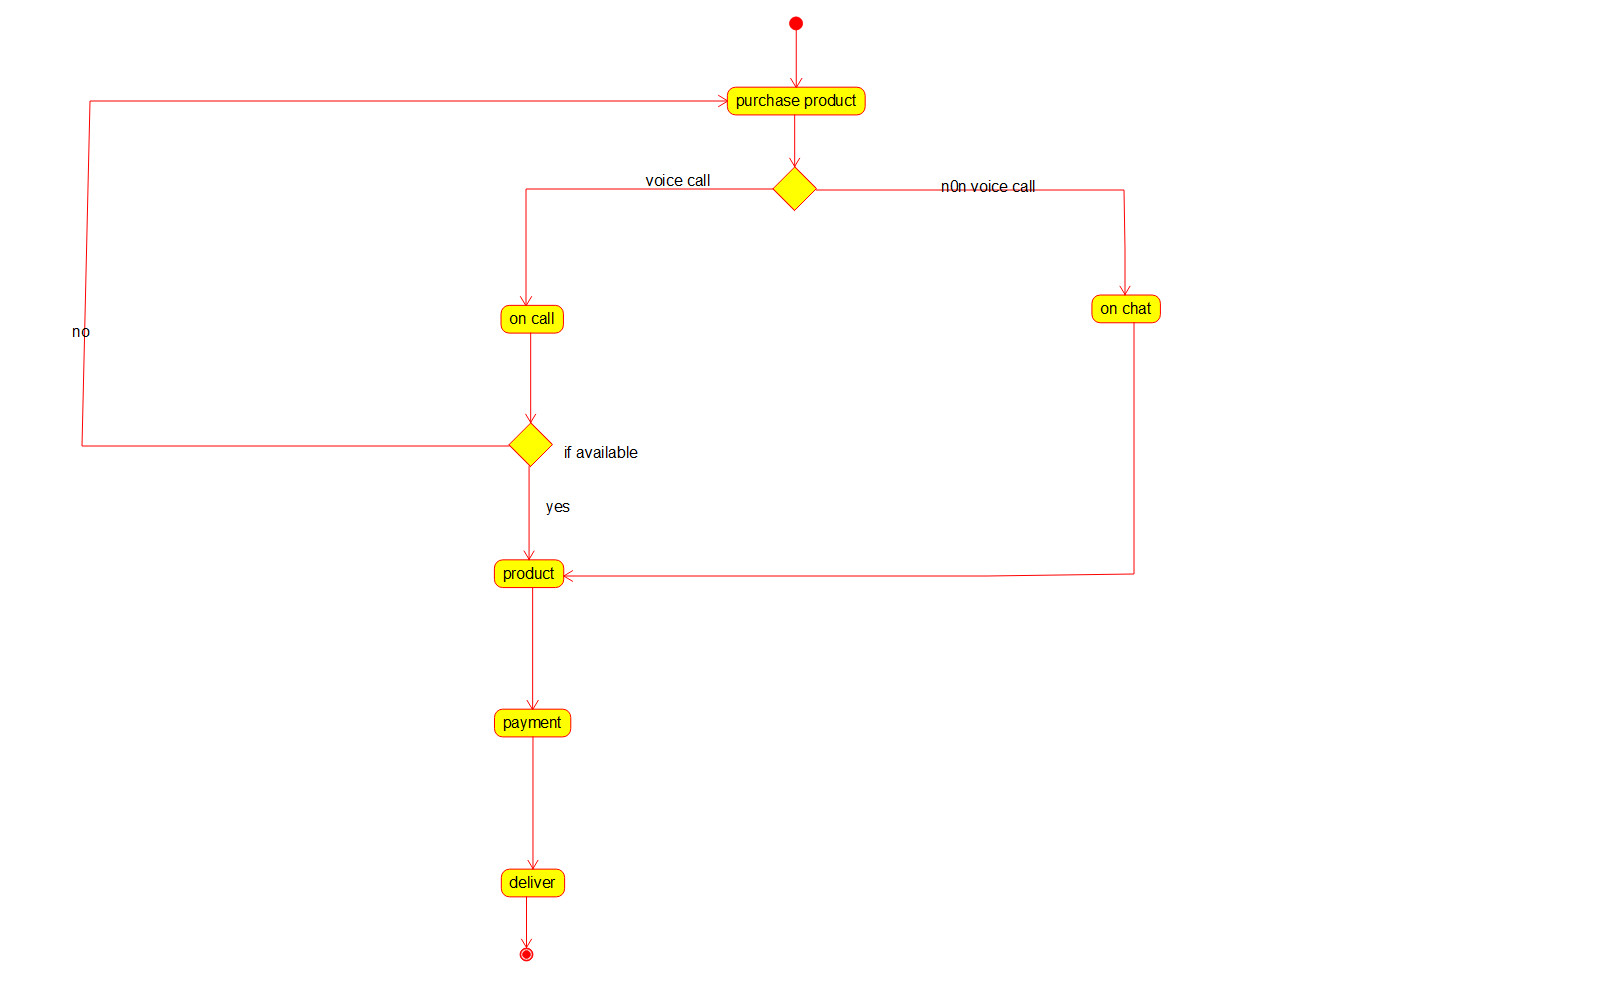 purchase product
voice call
n0n voice call
on call
on chat
no
if available
yes
product
payment
deliver